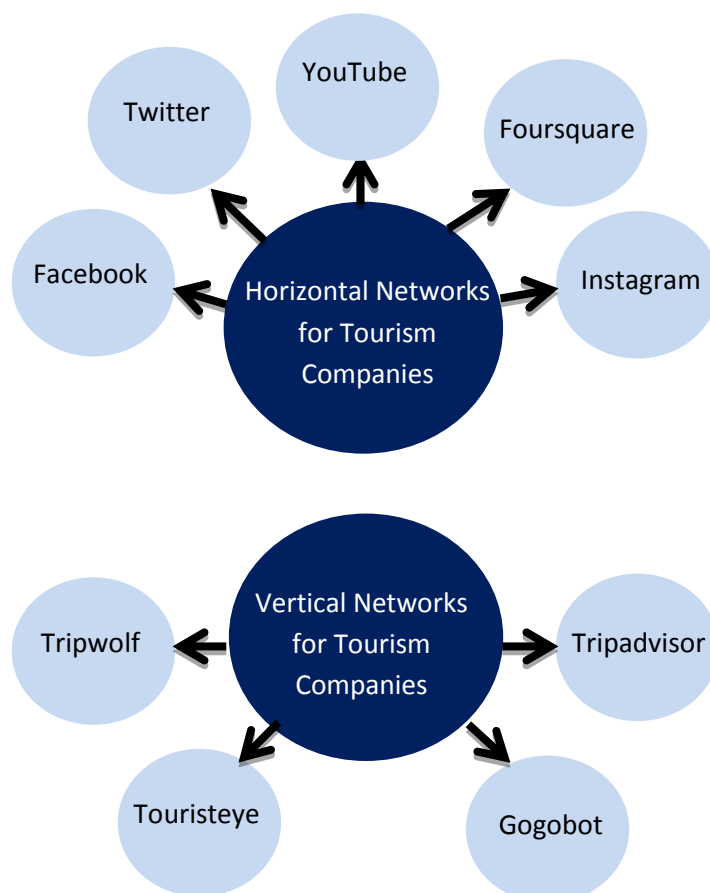 YouTube
Twitter
Foursquare
Facebook
Instagram
Horizontal Networks
for Tourism
Companies
Vertical Networks
for Tourism
Companies
Tripwolf
Tripadvisor
Touristeye
Gogobot